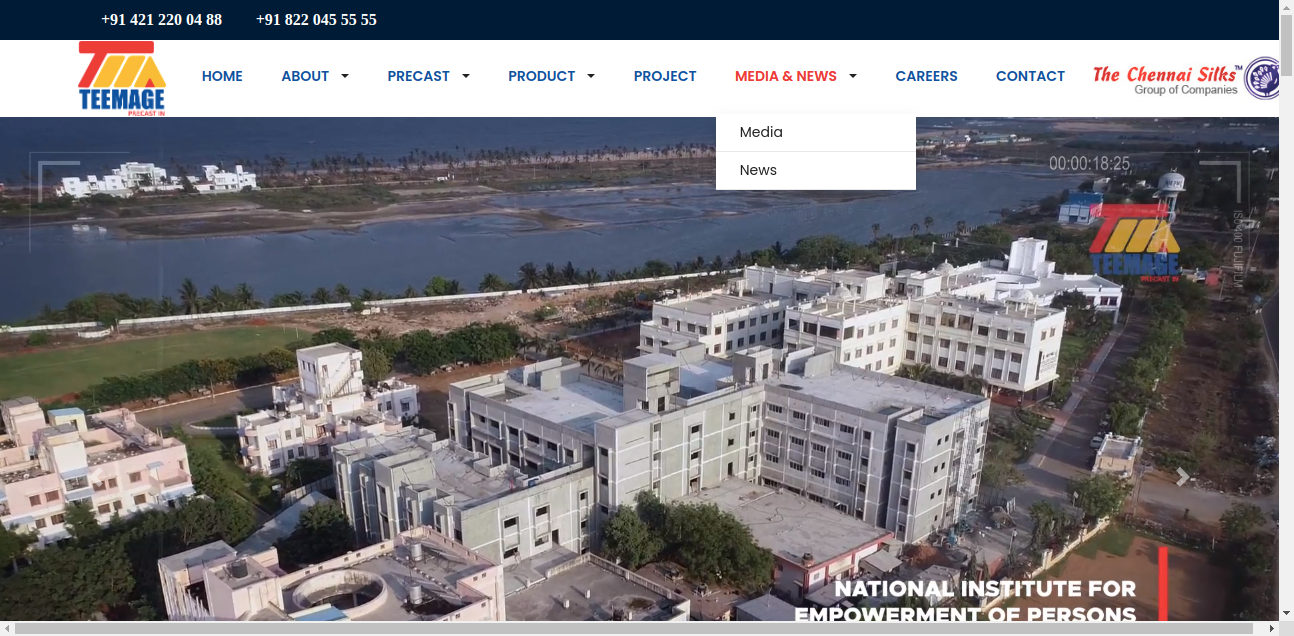 +91 421 220 04 88 +91 822 045 55 55
TEEMAGE
PRECAST IN
HOME ABOUT PRECAST PRODUCT PROJECT MEDIA & NEWS CAREERS CONTACT
The Chennai Silks™
Group of Companies
Media
News
00:00:18:25
TEEMAGE
PRECAST IN
NATIONAL INSTITUTE FOR
EMPOWERMENT OF PERSONS